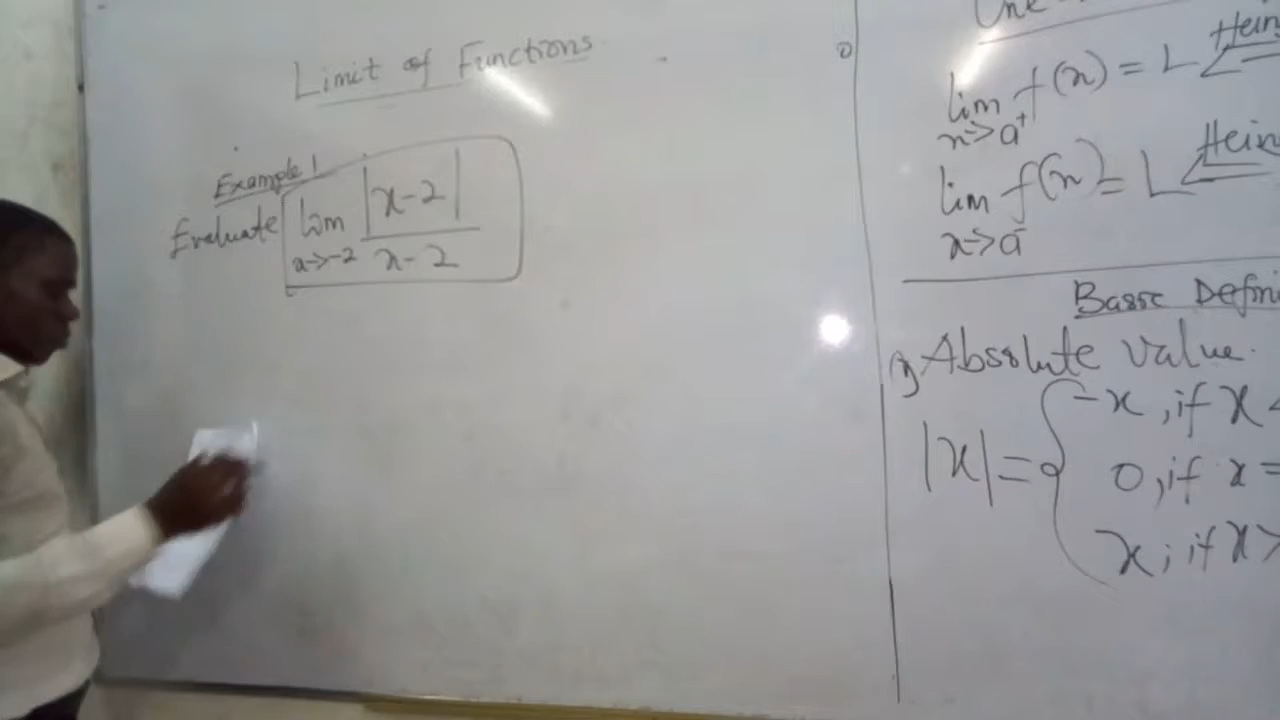 Limit of Functions
Example 1
Evaluate lim |x-2|
x->-2 x-2
lim f(x) = L
x->a⁺
lim f(x) = L
x->a⁻
Basic
Absolute value.
-x, if x <
|x| = { 0, if x =
x; if x >